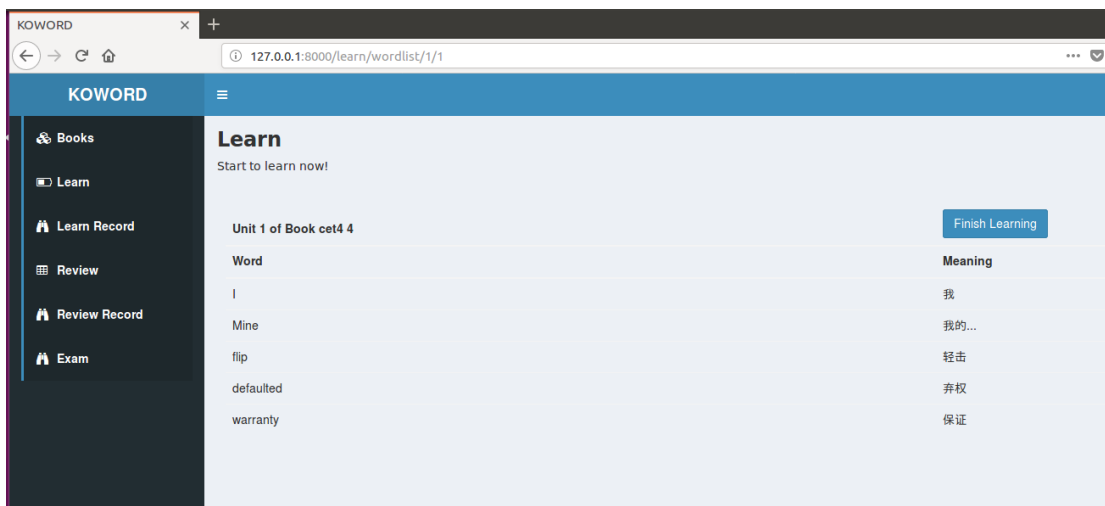 KOWORD
127.0.0.1:8000/learn/wordlist/1/1
KOWORD
Books
Learn
Learn Record
Review
Review Record
Exam
Learn
Start to learn now!
Unit 1 of Book cet4 4 Finish Learning
Word Meaning
I 我
Mine 我的...
flip 轻击
defaulted 弃权
warranty 保证